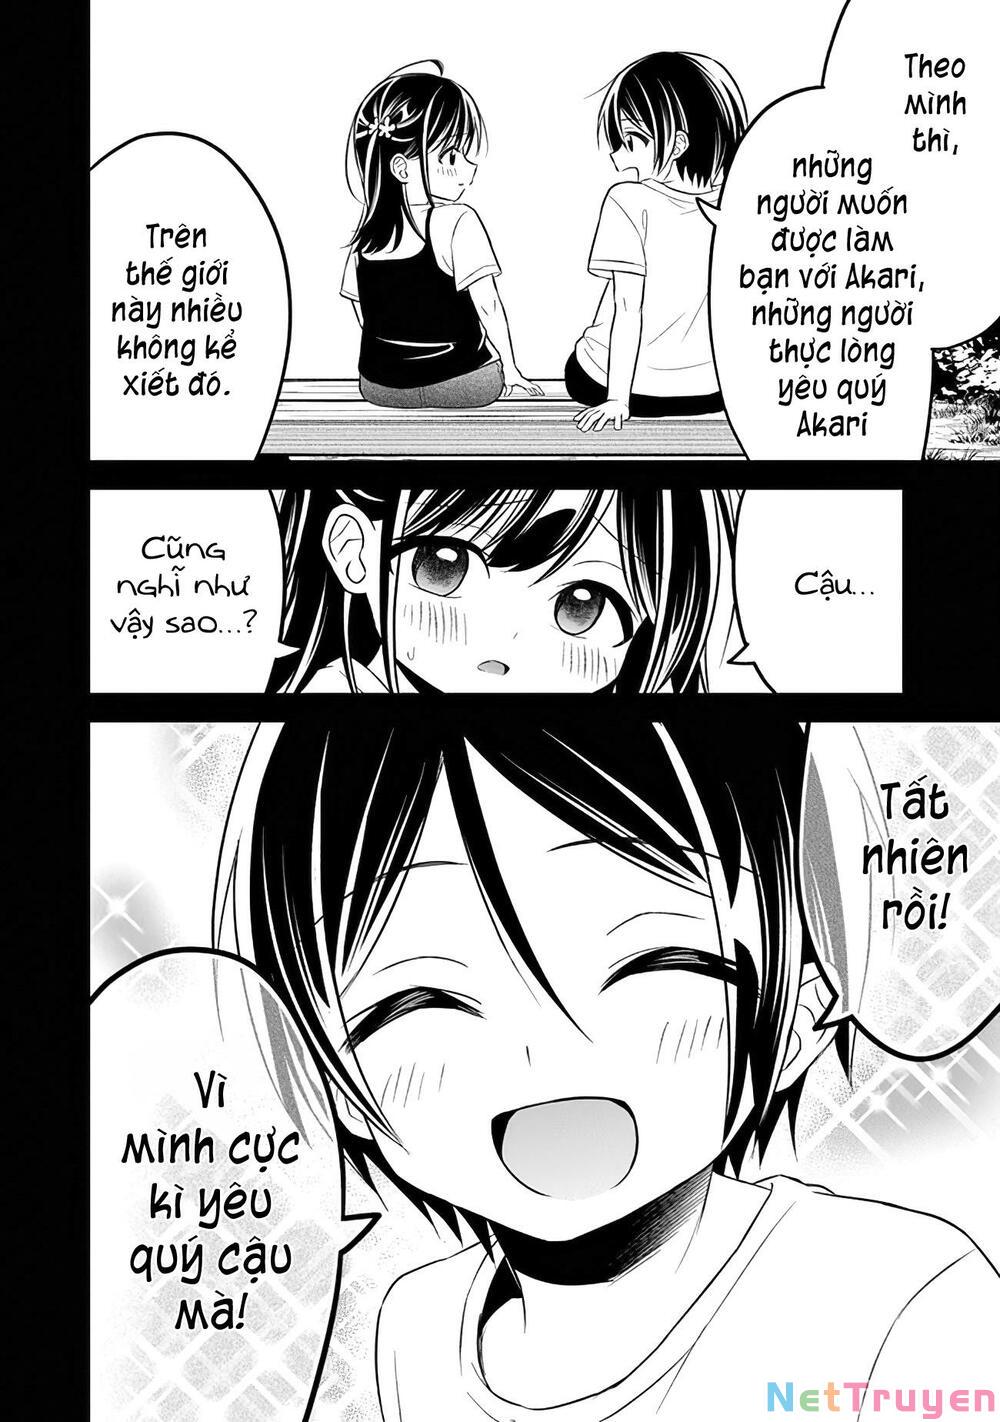 Theo
mình
thì,
những
người muốn
được làm
bạn với Akari,
những người
thực lòng
yêu quý
Akari
Trên
thế giới
này nhiều
không kể
xiết đó.
Cậu...
Cũng
nghĩ như
vậy sao...?
Tất
nhiên
rồi!
Vì
mình cực
kì yêu
quý cậu
mà!
NetTruyen